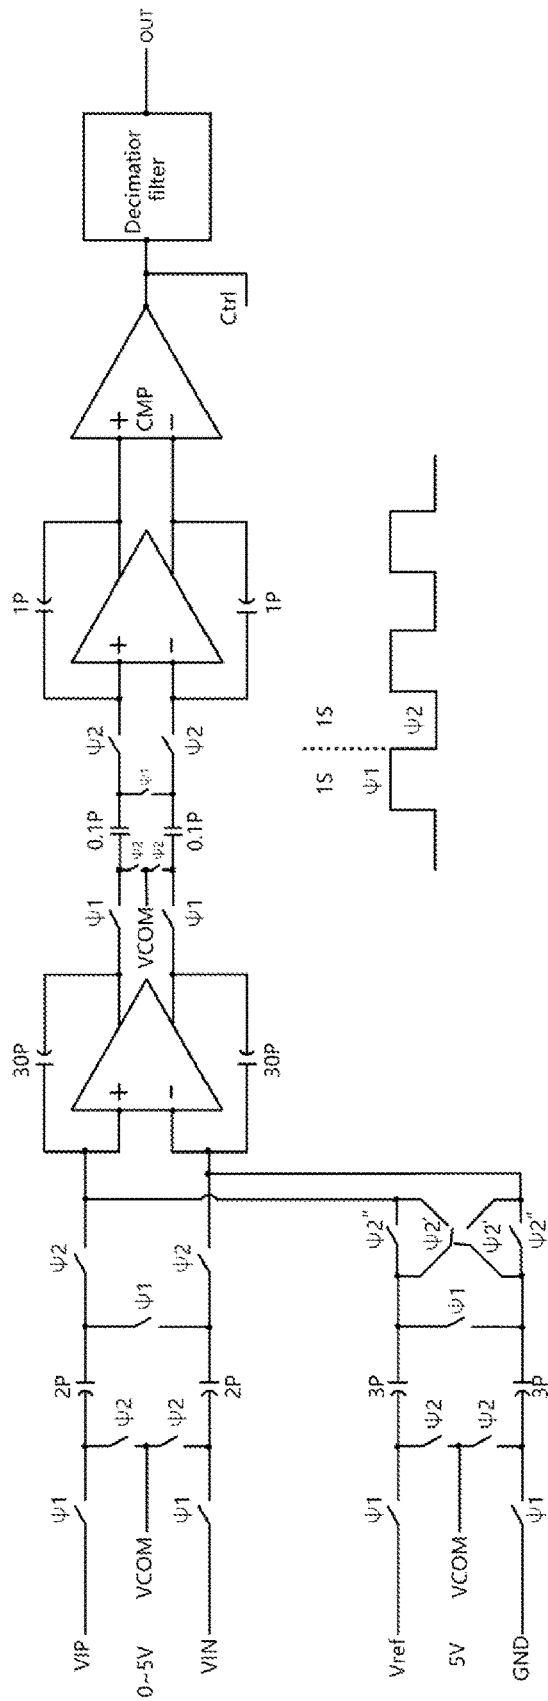 VIP
0~5V
VIN
Ψ1
VCOM
Ψ1
Ψ2
Ψ2
2P
2P
Ψ1
Ψ2
Ψ2
30P
+
−
30P
Ψ1
VCOM
Ψ1
Ψ2
Ψ2
0.1P
0.1P
Ψ1
Ψ2
Ψ2
1P
+
−
1P
+
CMP
−
Ctrl
Decimation
filter
OUT
Vref
5V
GND
Ψ1
VCOM
Ψ1
Ψ2
Ψ2
3P
3P
Ψ1
Ψ2"
Ψ2'
Ψ2'
Ψ2"
1S
1S
Ψ1
Ψ2